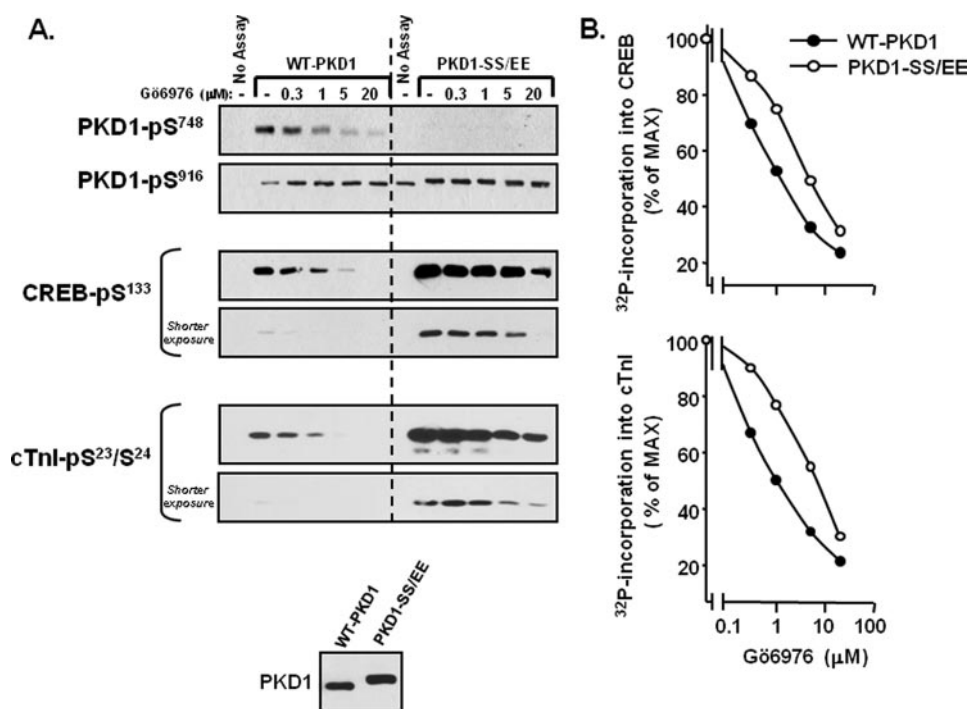 A.
No Assay
WT-PKD1
No Assay
PKD1-SS/EE
Gö6976 (µM) - - 0.3 1 5 20 - - 0.3 1 5 20
PKD1-pS748
PKD1-pS916
CREB-pS133
Shorter exposure
cTnI-pS23/S24
Shorter exposure
WT-PKD1
PKD1-SS/EE
PKD1
B.
WT-PKD1
PKD1-SS/EE
32P-incorporation into CREB
(% of MAX)
100
80
60
40
20
32P-incorporation into cTnI
( % of MAX)
100
80
60
40
20
0.1 1 10 100
Gö6976 (µM)